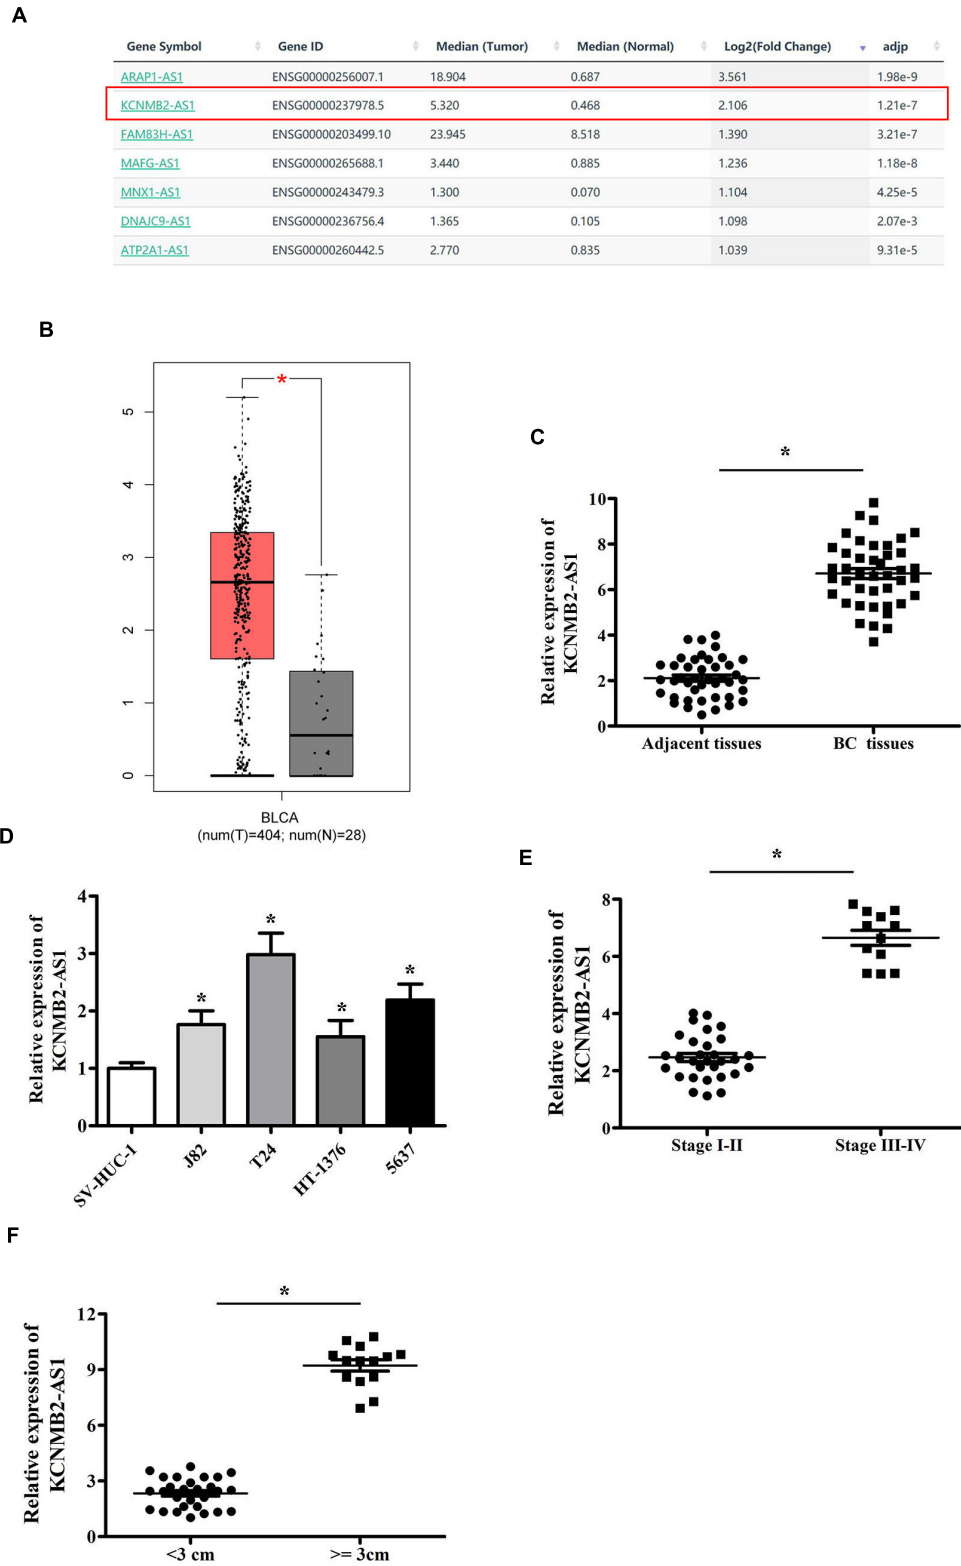 A
Gene Symbol Gene ID Median (Tumor) Median (Normal) Log2(Fold Change) adjp
ARAP1-AS1 ENSG00000256007.1 18.904 0.687 3.561 1.98e-9
KCNMB2-AS1 ENSG00000237978.5 5.320 0.468 2.106 1.21e-7
FAM83H-AS1 ENSG00000203499.10 23.945 8.518 1.390 3.21e-7
MAFG-AS1 ENSG00000265688.1 3.440 0.885 1.236 1.18e-8
MNX1-AS1 ENSG00000243479.3 1.300 0.070 1.104 4.25e-5
DNAJC9-AS1 ENSG00000236756.4 1.365 0.105 1.098 2.07e-3
ATP2A1-AS1 ENSG00000260442.5 2.770 0.835 1.039 9.31e-5
B
*
5
4
3
2
1
0
BLCA
(num(T)=404; num(N)=28)
C
*
Relative expression of
KCNMB2-AS1
10
8
6
4
2
0
Adjacent tissues BC tissues
D
Relative expression of
KCNMB2-AS1
4
3
2
1
0
* * * *
SV-HUC-1 J82 T24 HT-1376 5637
E
*
Relative expression of
KCNMB2-AS1
8
6
4
2
0
Stage I-II Stage III-IV
F
*
Relative expression of
KCNMB2-AS1
12
9
6
3
0
<3 cm >= 3cm